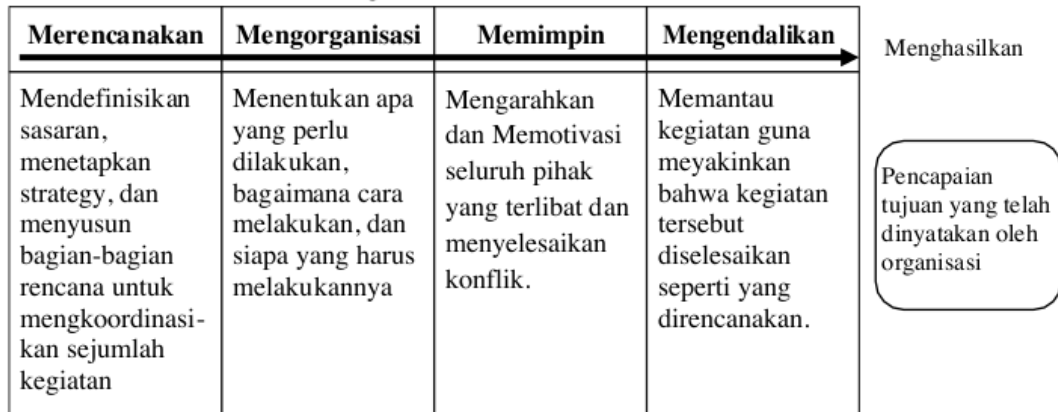 Merencanakan
Mengorganisasi
Memimpin
Mengendalikan
Menghasilkan
Mendefinisikan
sasaran,
menetapkan
strategy, dan
menyusun
bagian-bagian
rencana untuk
mengkoordinasi-
kan sejumlah
kegiatan
Menentukan apa
yang perlu
dilakukan,
bagaimana cara
melakukan, dan
siapa yang harus
melakukannya
Mengarahkan
dan Memotivasi
seluruh pihak
yang terlibat dan
menyelesaikan
konflik.
Memantau
kegiatan guna
meyakinkan
bahwa kegiatan
tersebut
diselesaikan
seperti yang
direncanakan.
Pencapaian
tujuan yang telah
dinyatakan oleh
organisasi